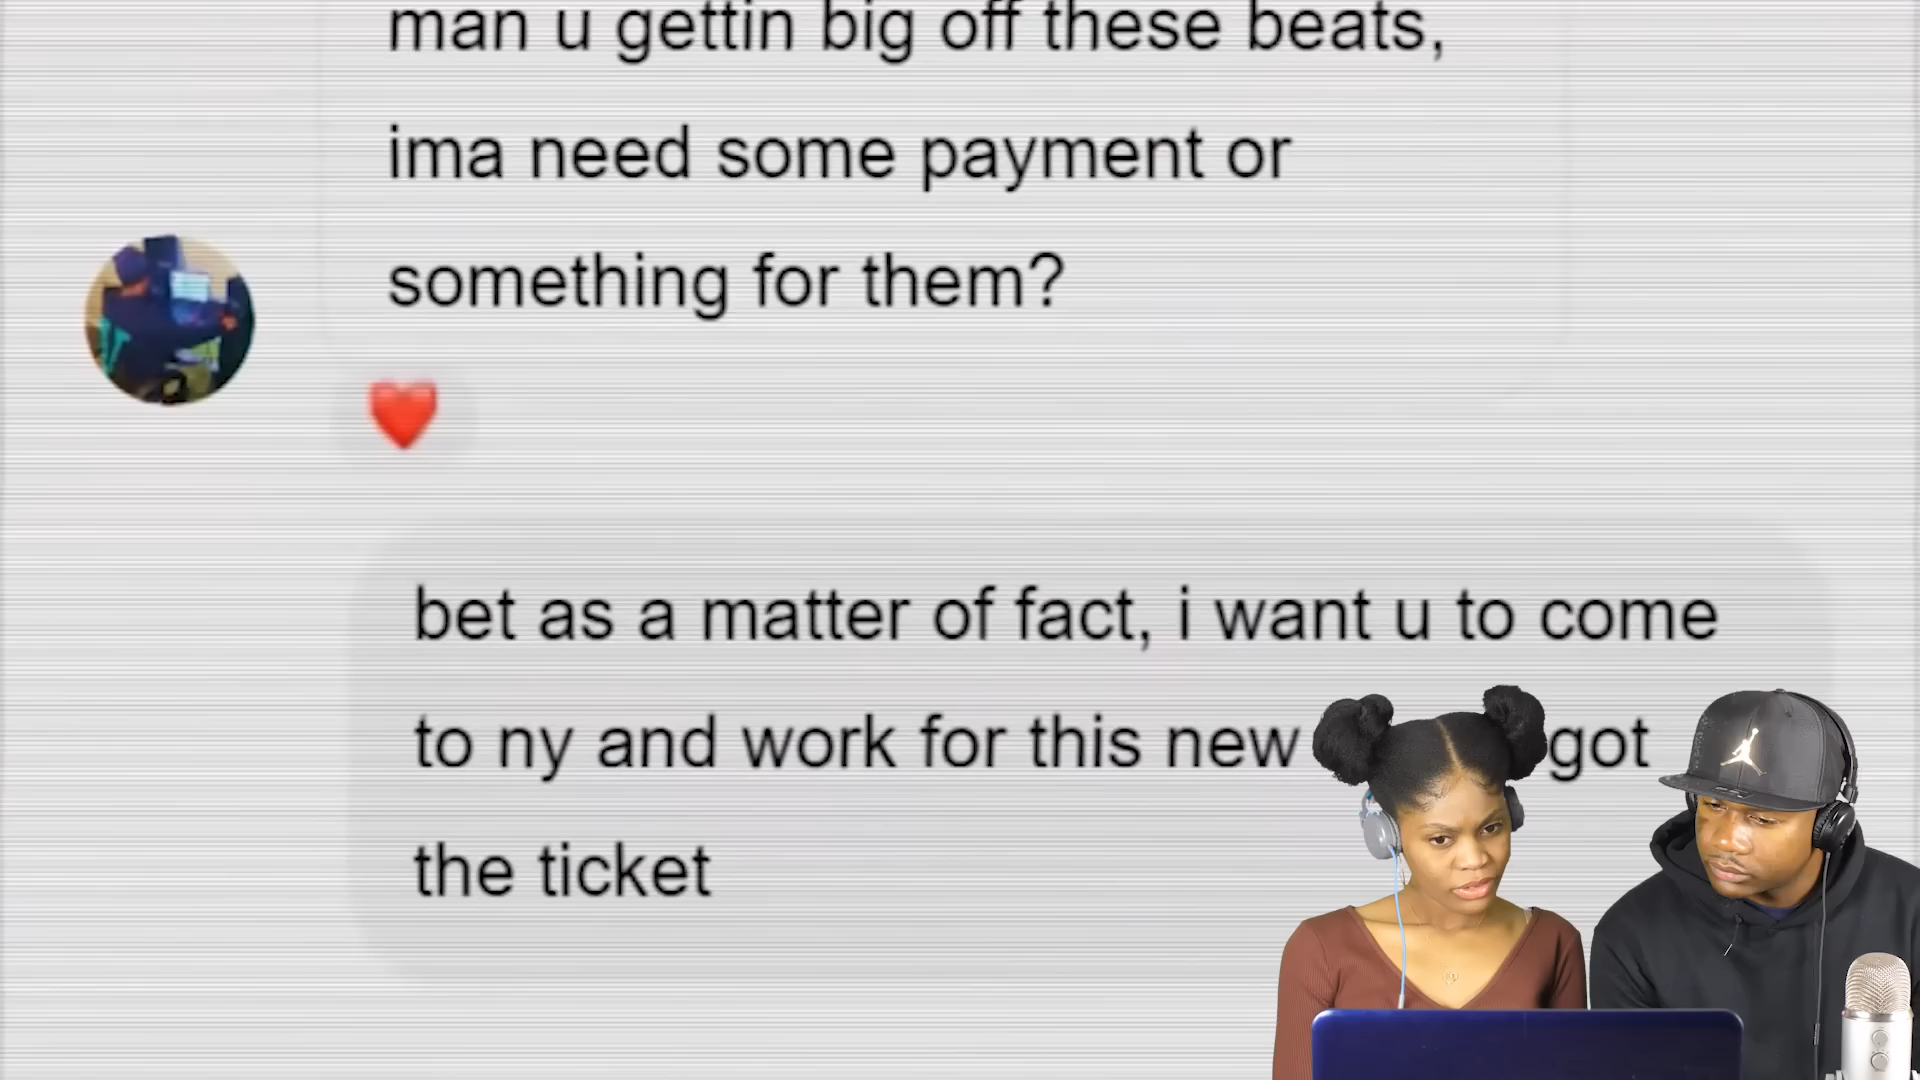 man u gettin big off these beats,
ima need some payment or
something for them?
bet as a matter of fact, i want u to come
to ny and work for this new got
the ticket